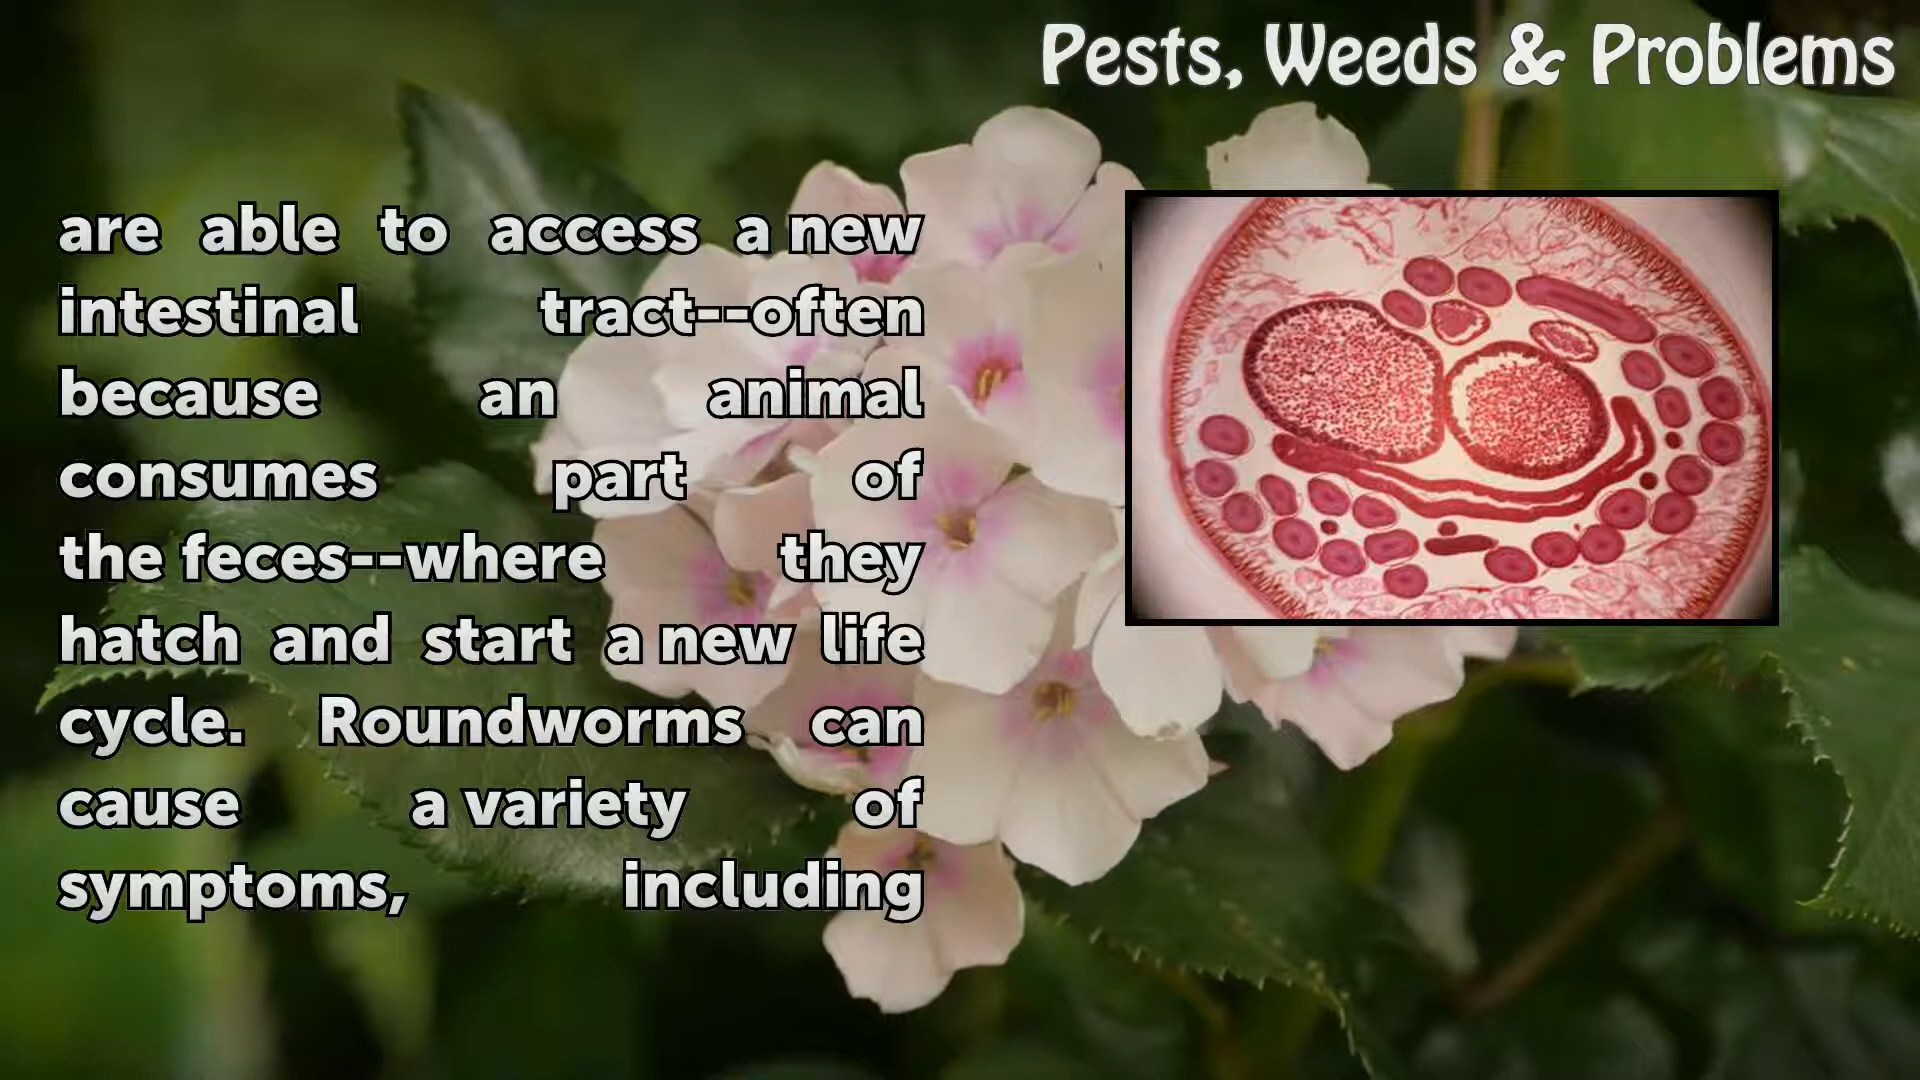 Pests, Weeds & Problems
are able to access a new
intestinal tract--often
because an animal
consumes part of
the feces--where they
hatch and start a new life
cycle. Roundworms can
cause a variety of
symptoms, including